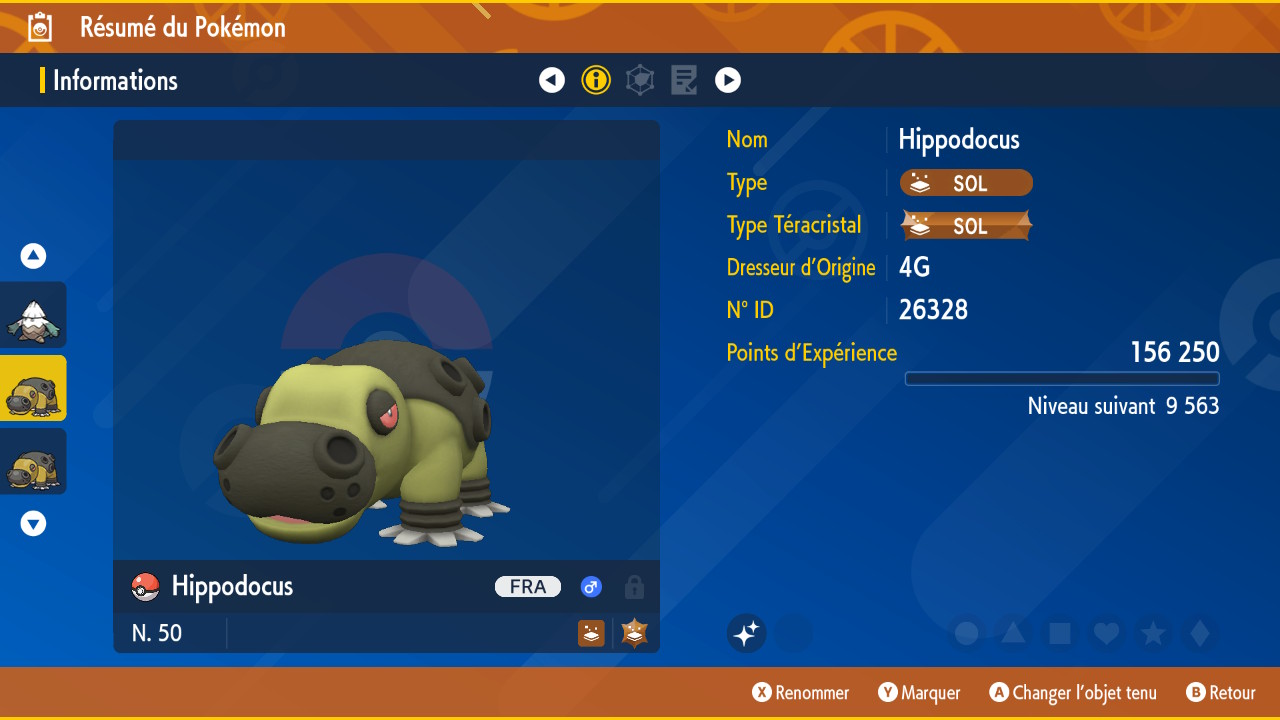 Résumé du Pokémon
Informations
Nom Hippodocus
Type SOL
Type Téracristal SOL
Dresseur d'Origine 4G
N° ID 26328
Points d'Expérience 156 250
Niveau suivant 9 563
Hippodocus FRA
N. 50
X Renommer Y Marquer A Changer l'objet tenu B Retour